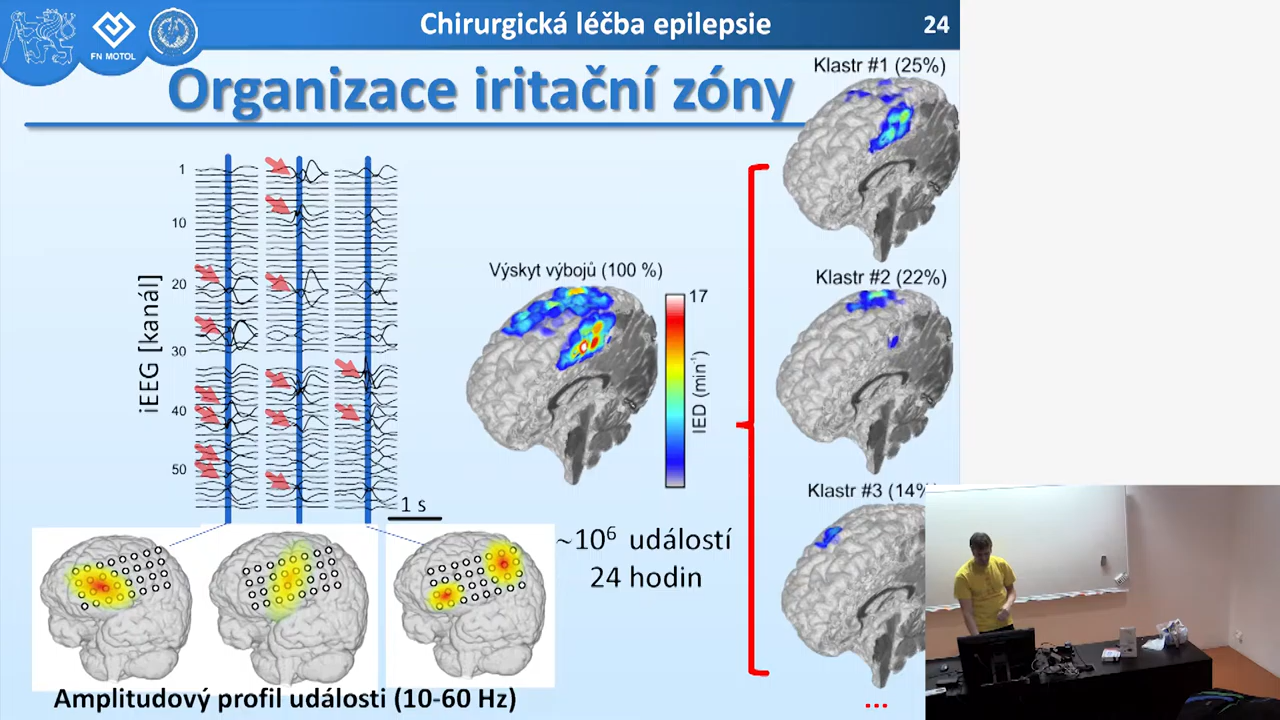 Chirurgická léčba epilepsie
24
FN MOTOL
Organizace iritační zóny
Klastr #1 (25%)
1
10
20
30
40
50
iEEG [kanál]
1 s
Výskyt výbojů (100 %)
17
IED (min⁻¹)
Klastr #2 (22%)
Klastr #3 (14%
~10⁶ událostí
24 hodin
Amplitudový profil události (10-60 Hz)
...